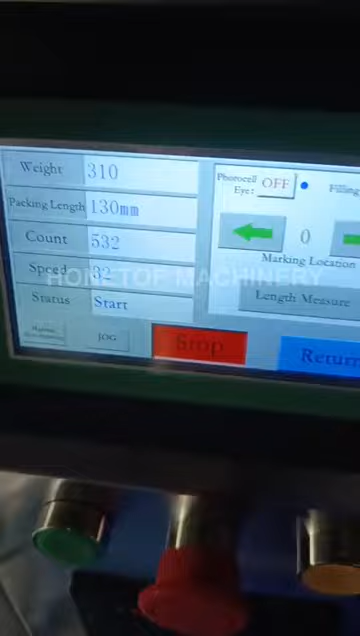 Weight 310
Packing Length 130mm
Count 532
Speed 32
Status Start
Photocell Eye: OFF
Filling
0
Marking Location
Length Measure
JOG
Stop
Return
HOMETOF MACHINERY